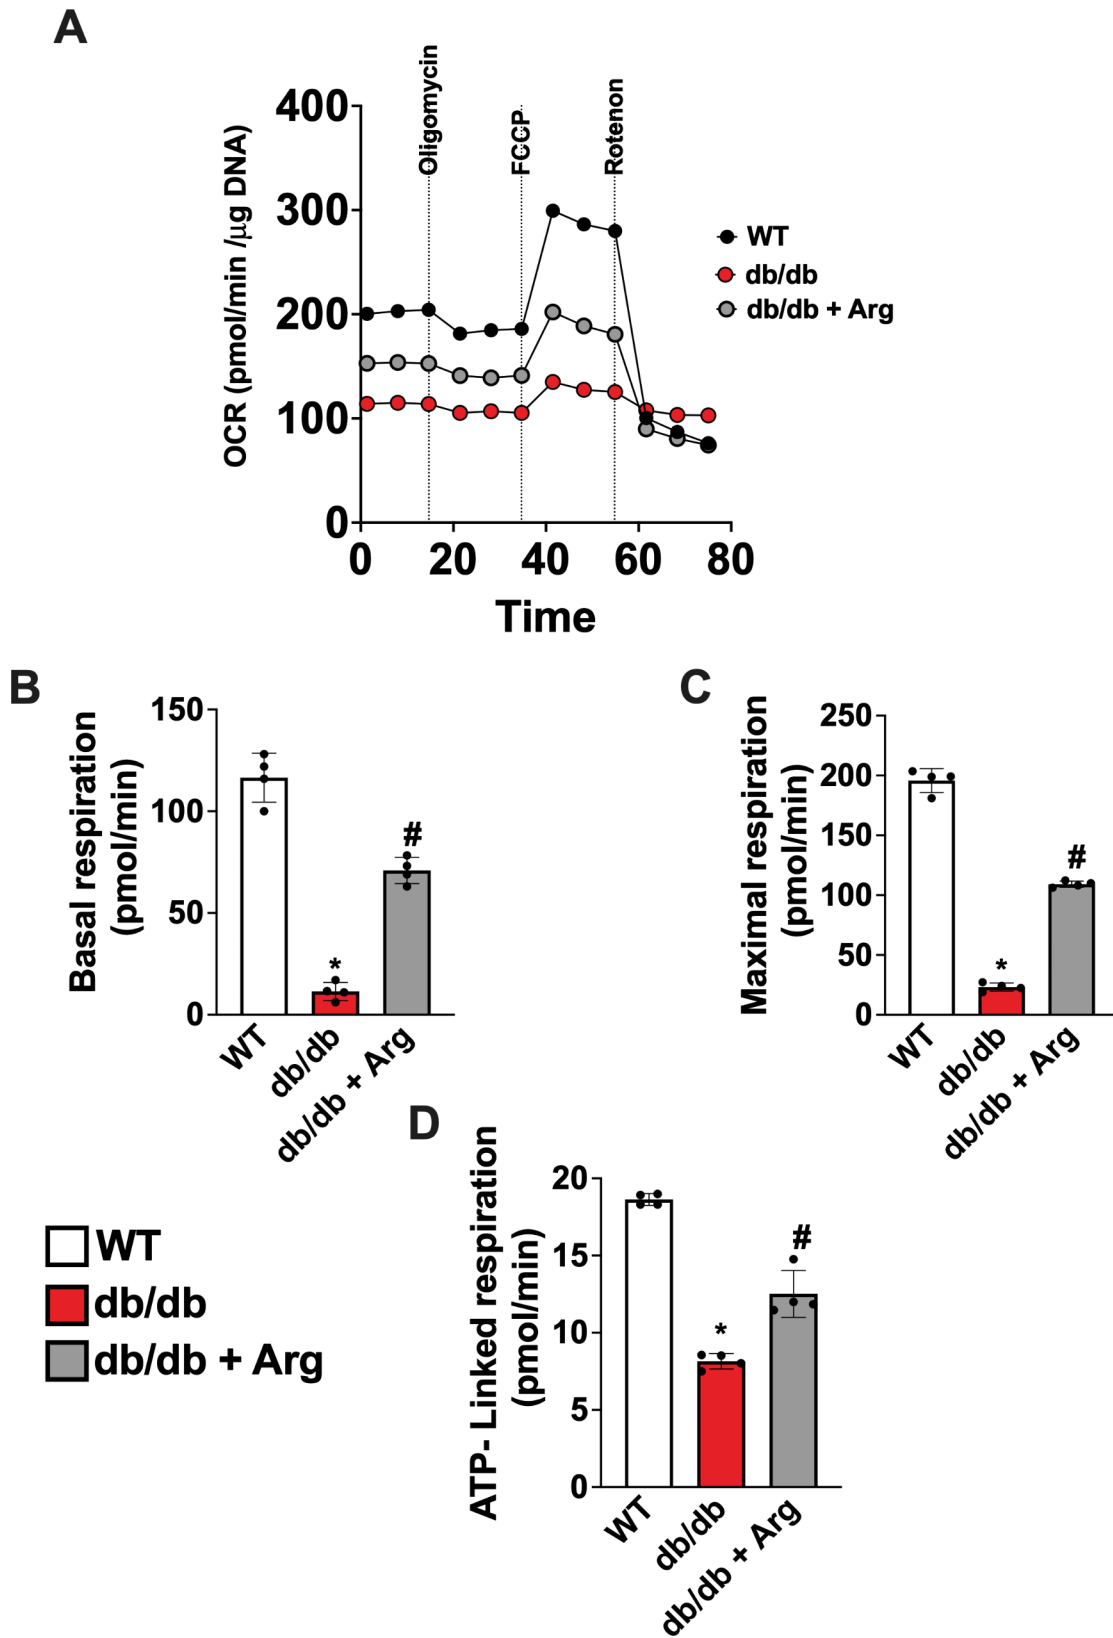 A
OCR (pmol/min /μg DNA)
400
300
200
100
0
Oligomycin
FCCP
Rotenon
WT
db/db
db/db + Arg
0 20 40 60 80
Time
B
Basal respiration
(pmol/min)
150
100
50
0
*
#
WT
db/db
db/db + Arg
C
Maximal respiration
(pmol/min)
250
200
150
100
50
0
*
#
WT
db/db
db/db + Arg
D
ATP- Linked respiration
(pmol/min)
20
15
10
5
0
*
#
WT
db/db
db/db + Arg
WT
db/db
db/db + Arg